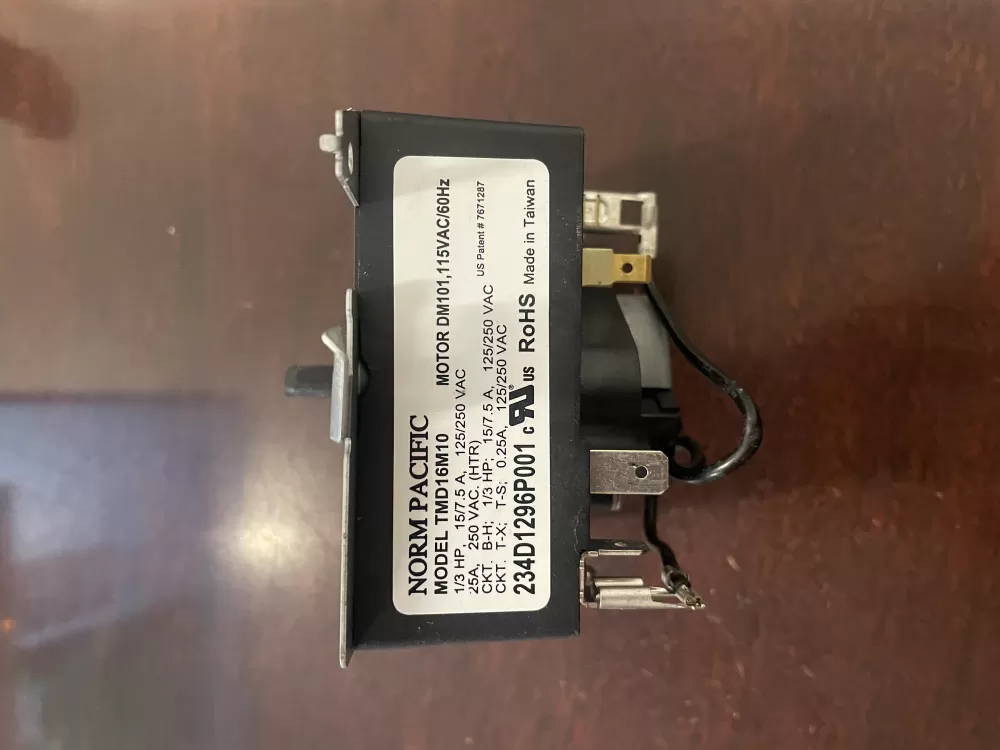 NORM PACIFIC
MODEL TMD16M10 MOTOR DM101,115VAC/60Hz
1/3 HP, 15/7.5 A, 125/250 VAC
25A, 250 VAC. (HTR) US Patent # 7671287
CKT. B-H; 1/3 HP; 15/7.5 A, 125/250 VAC
CKT. T-X; T-S; 0.25A, 125/250 VAC
234D1296P001 c RU US RoHS Made in Taiwan